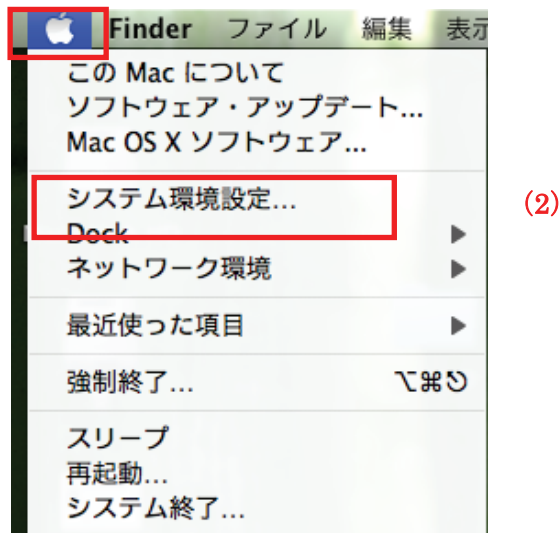 Finder ファイル 編集 表示
この Mac について
ソフトウェア・アップデート...
Mac OS X ソフトウェア...
システム環境設定... (2)
Dock
ネットワーク環境
最近使った項目
強制終了... ⌥⌘⎋
スリープ
再起動...
システム終了...